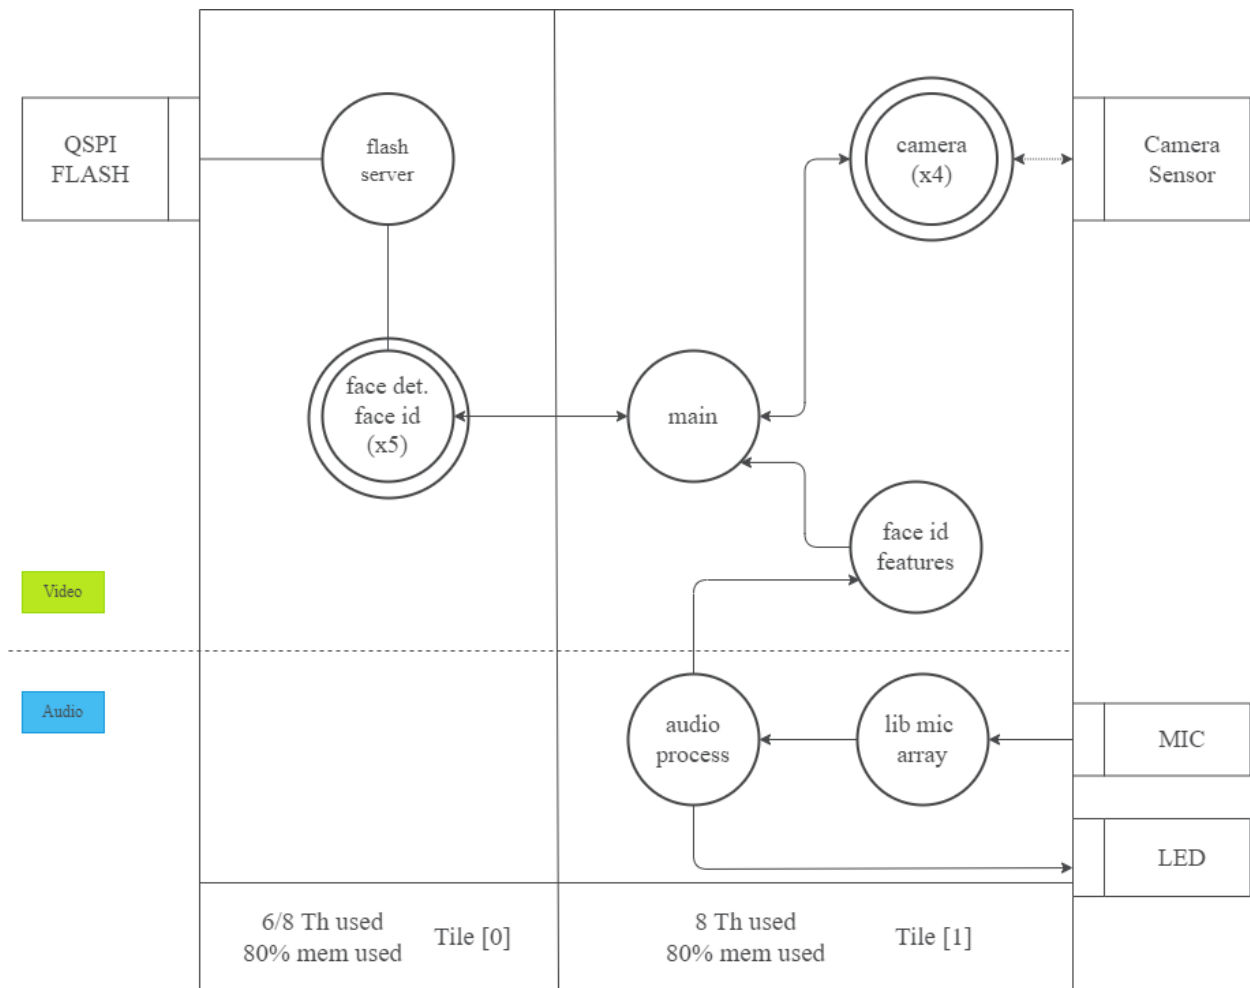 QSPI
FLASH
flash
server
camera
(x4)
Camera
Sensor
face det.
face id
(x5)
main
face id
features
Video
Audio
audio
process
lib mic
array
MIC
LED
6/8 Th used
80% mem used
Tile [0]
8 Th used
80% mem used
Tile [1]